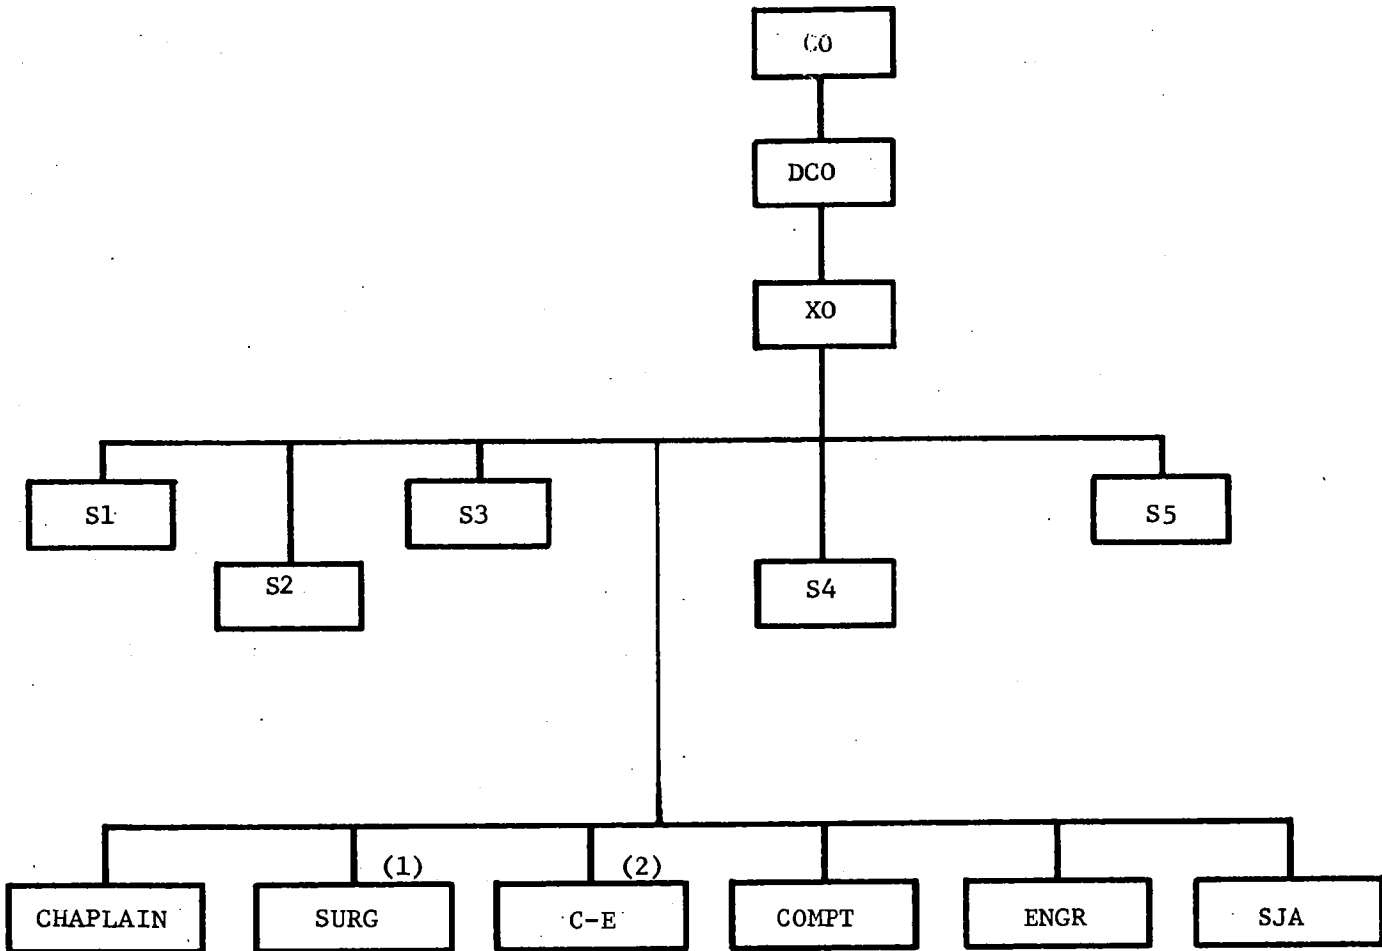 CO
DCO
XO
S1
S3
S5
S2
S4
(1) (2)
CHAPLAIN SURG C-E COMPT ENGR SJA